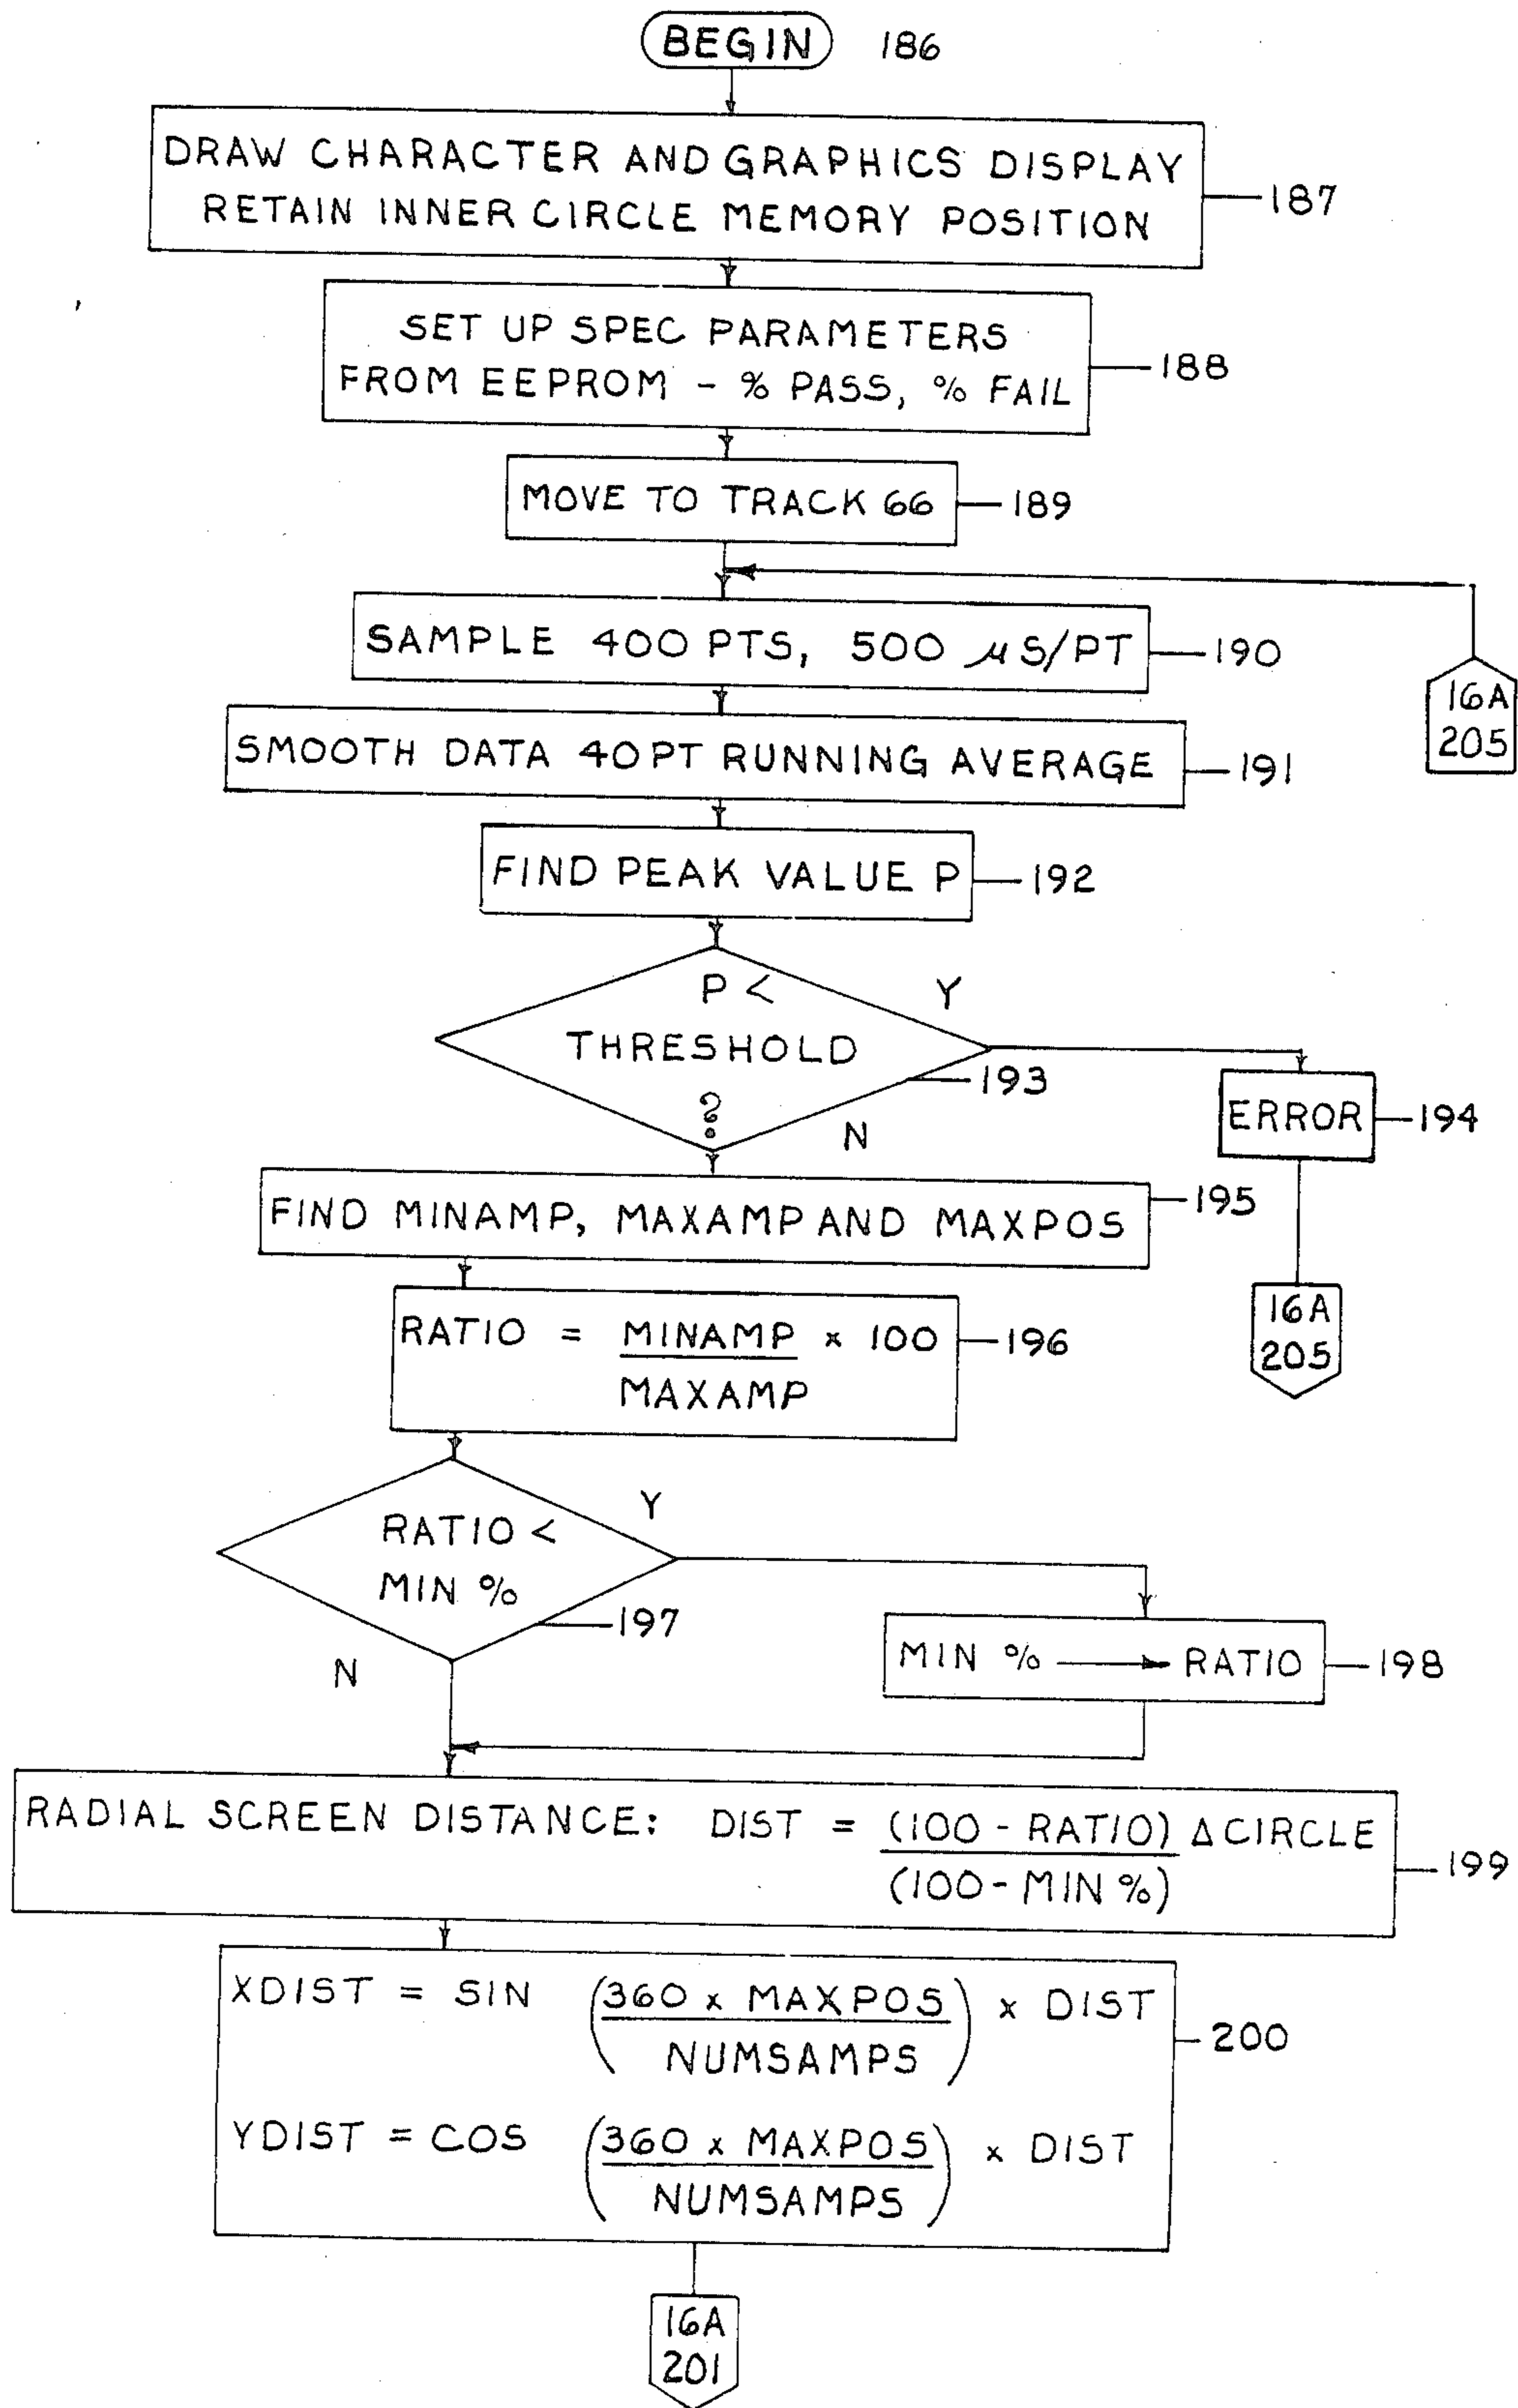 BEGIN 186
DRAW CHARACTER AND GRAPHICS DISPLAY
RETAIN INNER CIRCLE MEMORY POSITION
187
SET UP SPEC PARAMETERS
FROM EEPROM - % PASS, % FAIL
188
MOVE TO TRACK 66
189
SAMPLE 400 PTS, 500 μS/PT
190
16A
205
SMOOTH DATA 40PT RUNNING AVERAGE
191
FIND PEAK VALUE P
192
P <
THRESHOLD
?
Y
193
N
ERROR
194
16A
205
FIND MINAMP, MAXAMP AND MAXPOS
195
RATIO = MINAMP × 100
MAXAMP
196
RATIO <
MIN %
Y
197
N
MIN % → RATIO
198
RADIAL SCREEN DISTANCE: DIST = (100 - RATIO) Δ CIRCLE
(100 - MIN %)
199
XDIST = SIN (360 × MAXPOS) × DIST
NUMSAMPS
200
YDIST = COS (360 × MAXPOS) × DIST
NUMSAMPS
16A
201